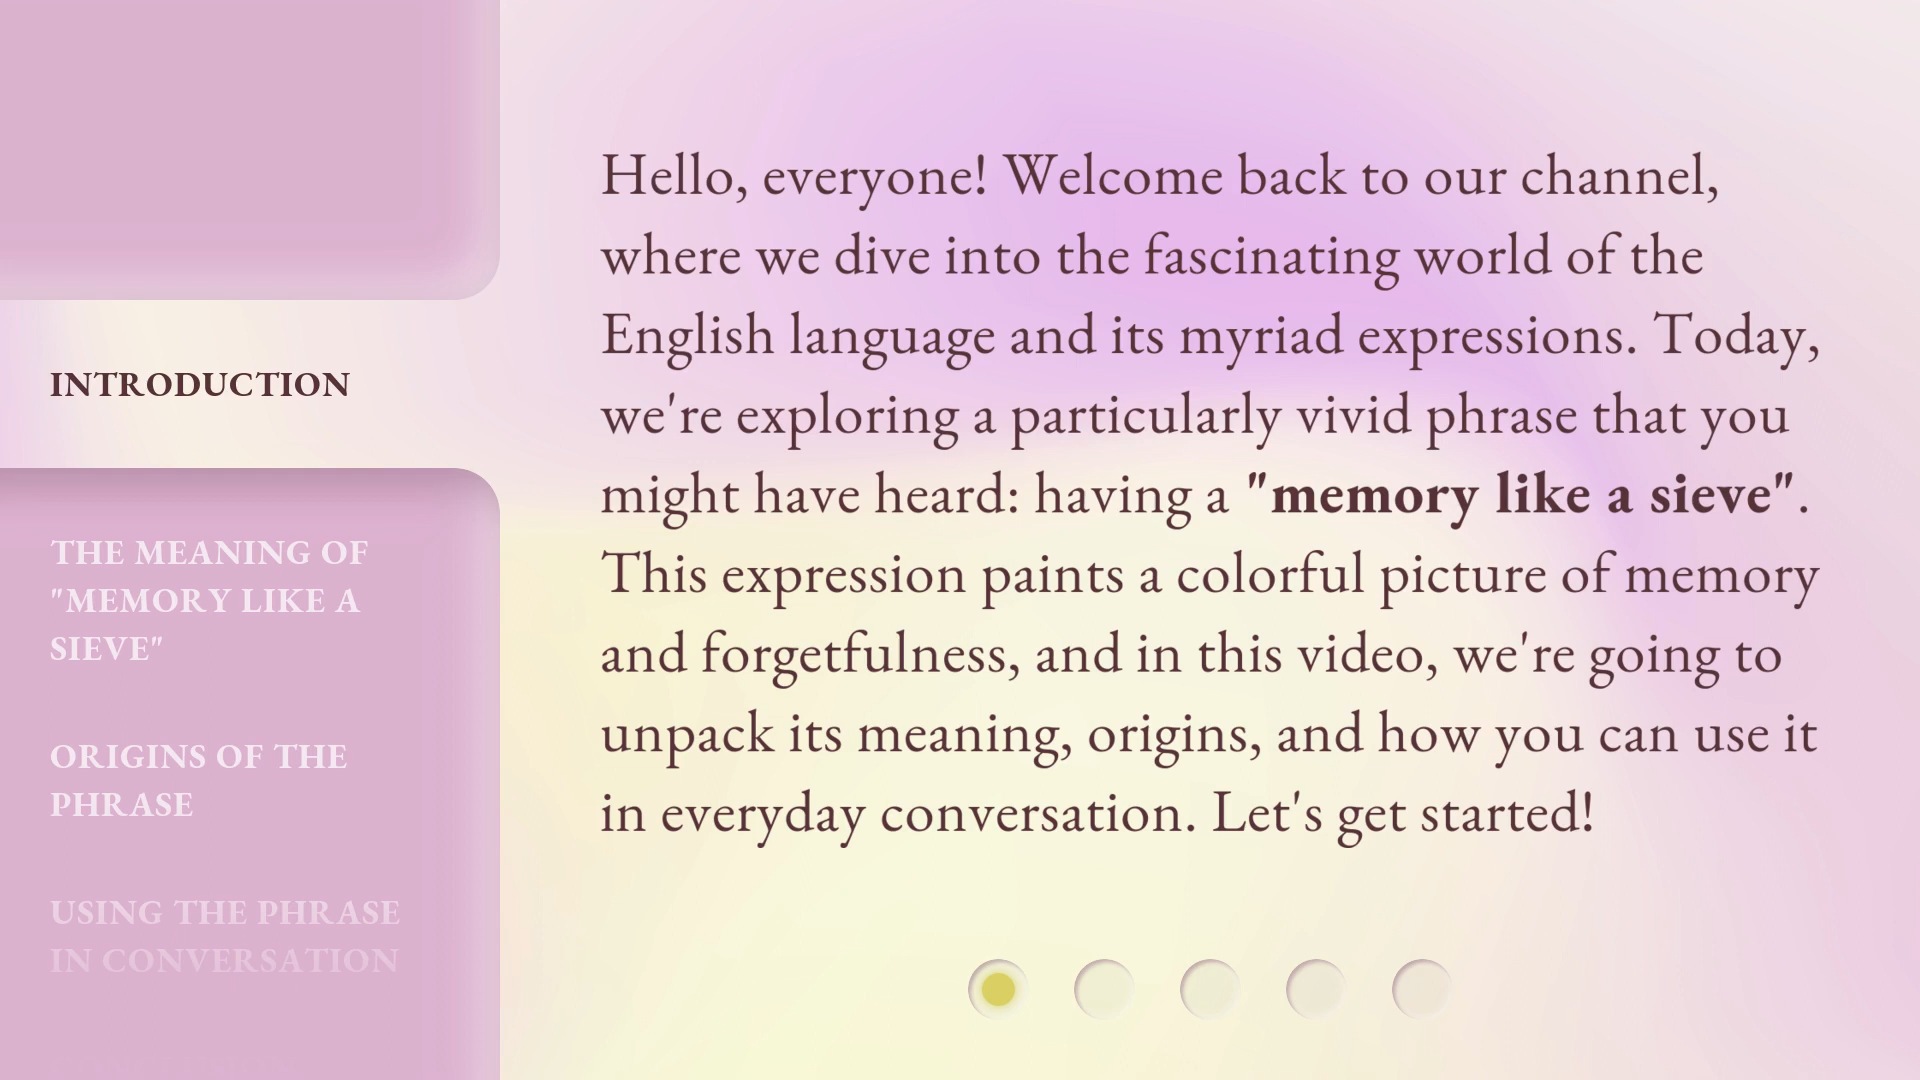 INTRODUCTION
THE MEANING OF
"MEMORY LIKE A
SIEVE"
ORIGINS OF THE
PHRASE
USING THE PHRASE
IN CONVERSATION
Hello, everyone! Welcome back to our channel,
where we dive into the fascinating world of the
English language and its myriad expressions. Today,
we're exploring a particularly vivid phrase that you
might have heard: having a "memory like a sieve".
This expression paints a colorful picture of memory
and forgetfulness, and in this video, we're going to
unpack its meaning, origins, and how you can use it
in everyday conversation. Let's get started!